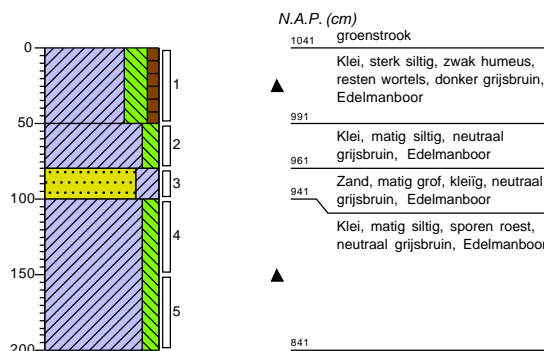 N.A.P. (cm)
0
1041 groenstrook
Klei, sterk siltig, zwak humeus,
resten wortels, donker grijsbruin,
Edelmanboor
1
50
991
Klei, matig siltig, neutraal
grijsbruin, Edelmanboor
2
961
Zand, matig grof, kleiïg, neutraal
grijsbruin, Edelmanboor
3
100
941
Klei, matig siltig, sporen roest,
neutraal grijsbruin, Edelmanboor
4
150
5
200
841